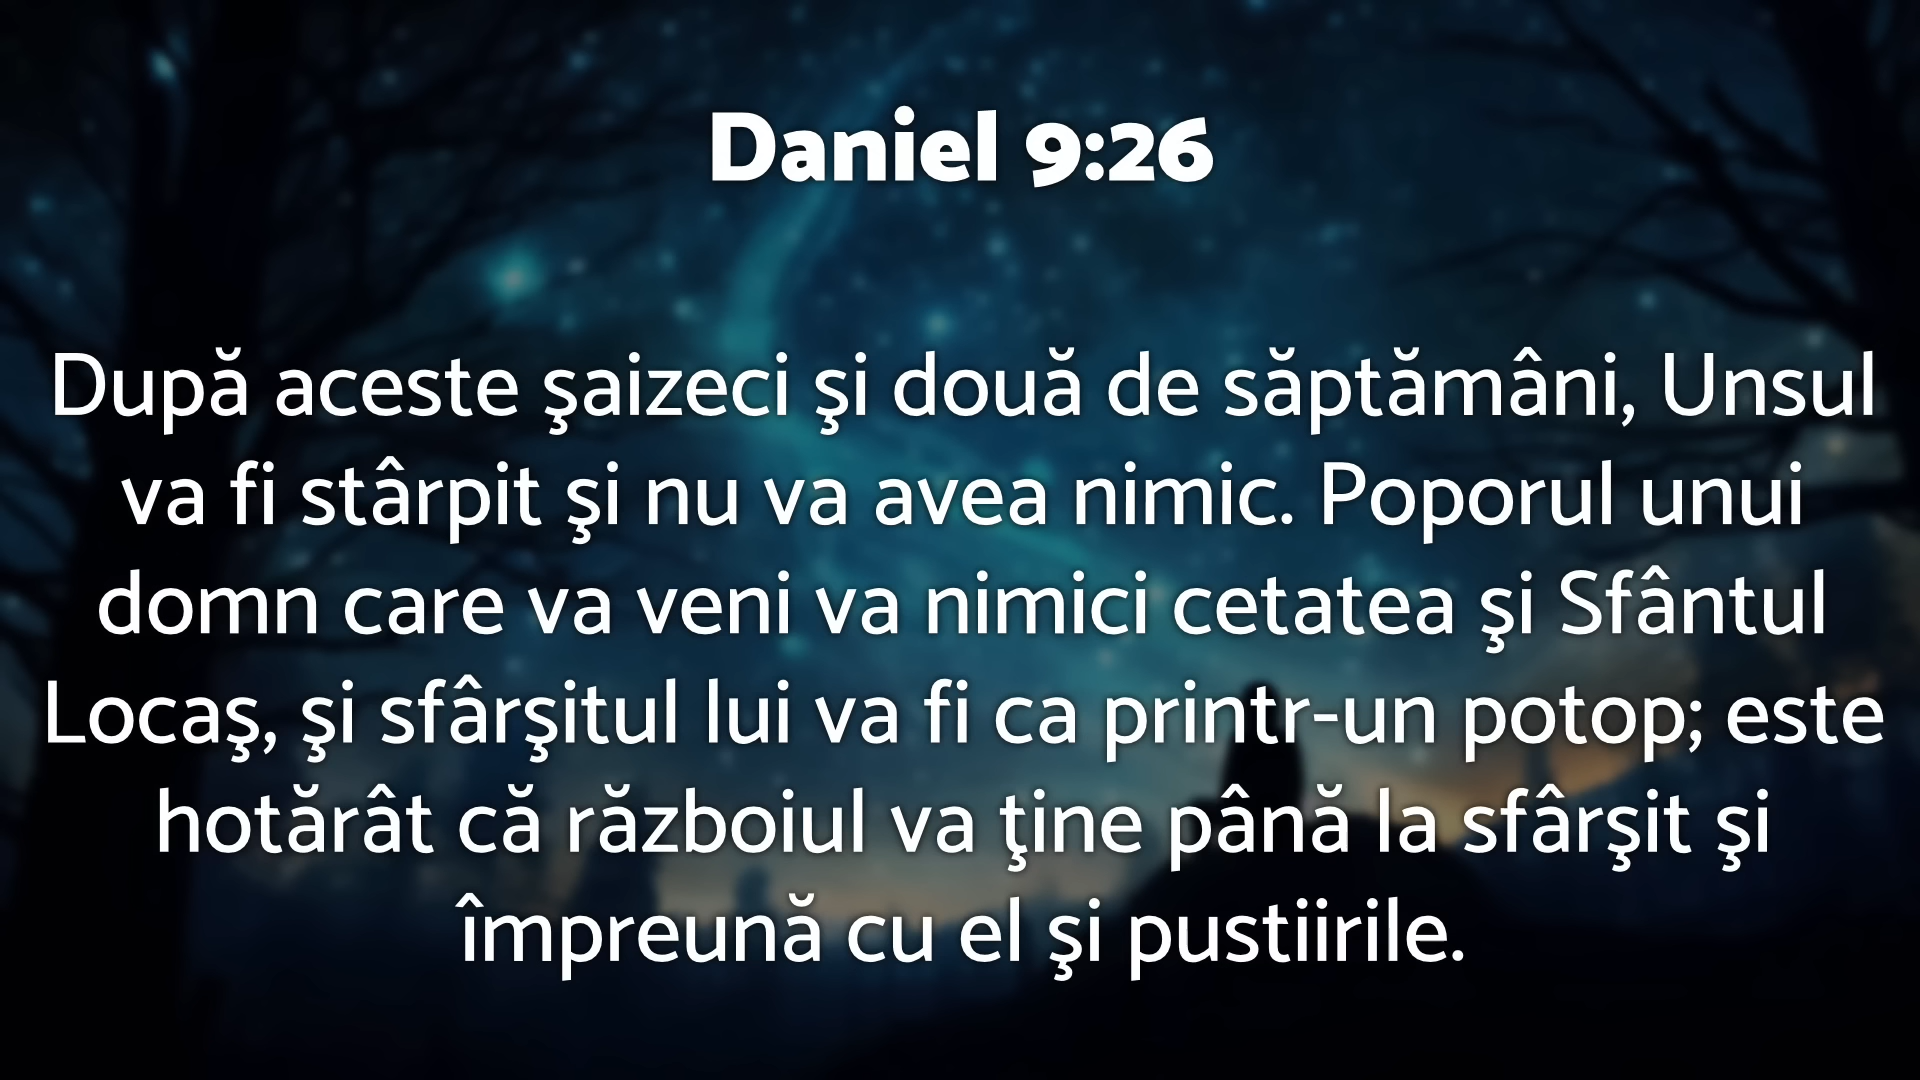 Daniel 9:26
După aceste şaizeci şi două de săptămâni, Unsul
va fi stârpit şi nu va avea nimic. Poporul unui
domn care va veni va nimici cetatea şi Sfântul
Locaş, şi sfârşitul lui va fi ca printr-un potop; este
hotărât că războiul va ţine până la sfârşit şi
împreună cu el şi pustiirile.